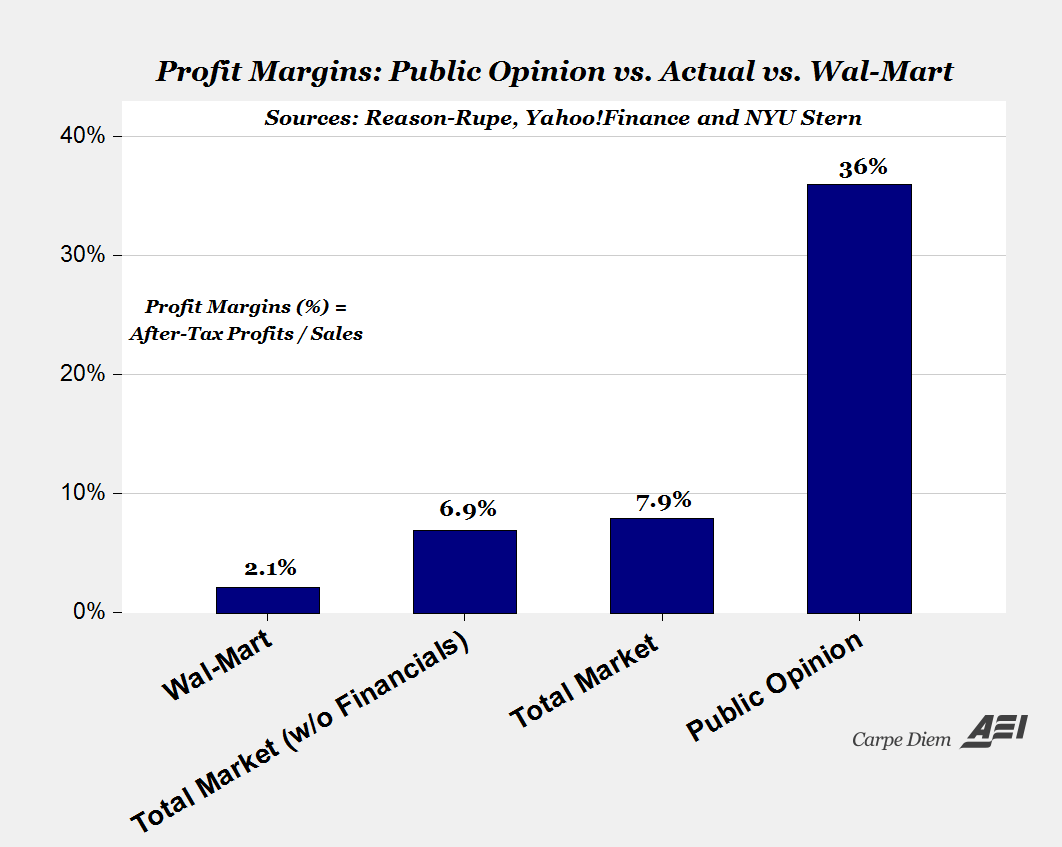 Profit Margins: Public Opinion vs. Actual vs. Wal-Mart
Sources: Reason-Rupe, Yahoo!Finance and NYU Stern
40%
36%
30%
Profit Margins (%) =
After-Tax Profits / Sales
20%
10%
7.9%
6.9%
2.1%
0%
Wal-Mart
Total Market (w/o Financials)
Total Market
Public Opinion
Carpe Diem AEI